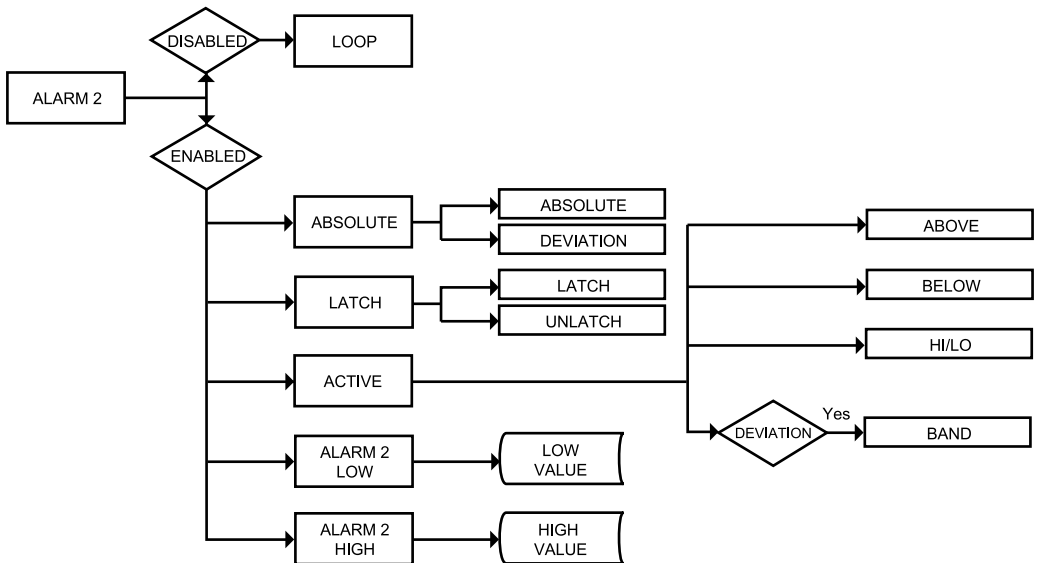 DISABLED
LOOP
ALARM 2
ENABLED
ABSOLUTE
ABSOLUTE
DEVIATION
ABOVE
LATCH
LATCH
UNLATCH
BELOW
HI/LO
ACTIVE
DEVIATION
Yes
BAND
ALARM 2
LOW
LOW
VALUE
ALARM 2
HIGH
HIGH
VALUE